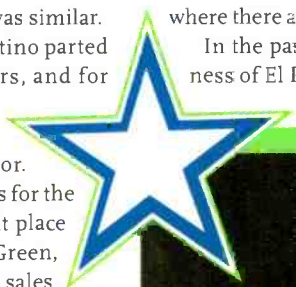 was similar.
tino parted
rs, and for
or.
s for the
t place
Green,
sales
where there a
In the pas
ness of El